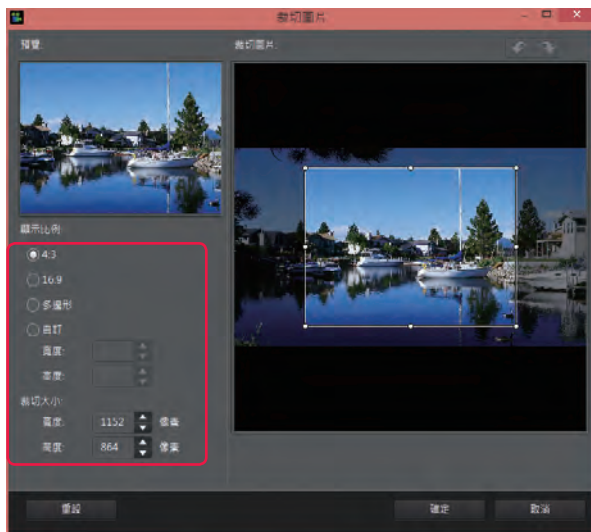 裁切圖片
預覽:
裁切圖片:
顯示比例:
4:3
16:9
多邊形
自訂
寬度:
高度:
裁切大小:
寬度: 1152 像素
高度: 864 像素
重設
確定
取消